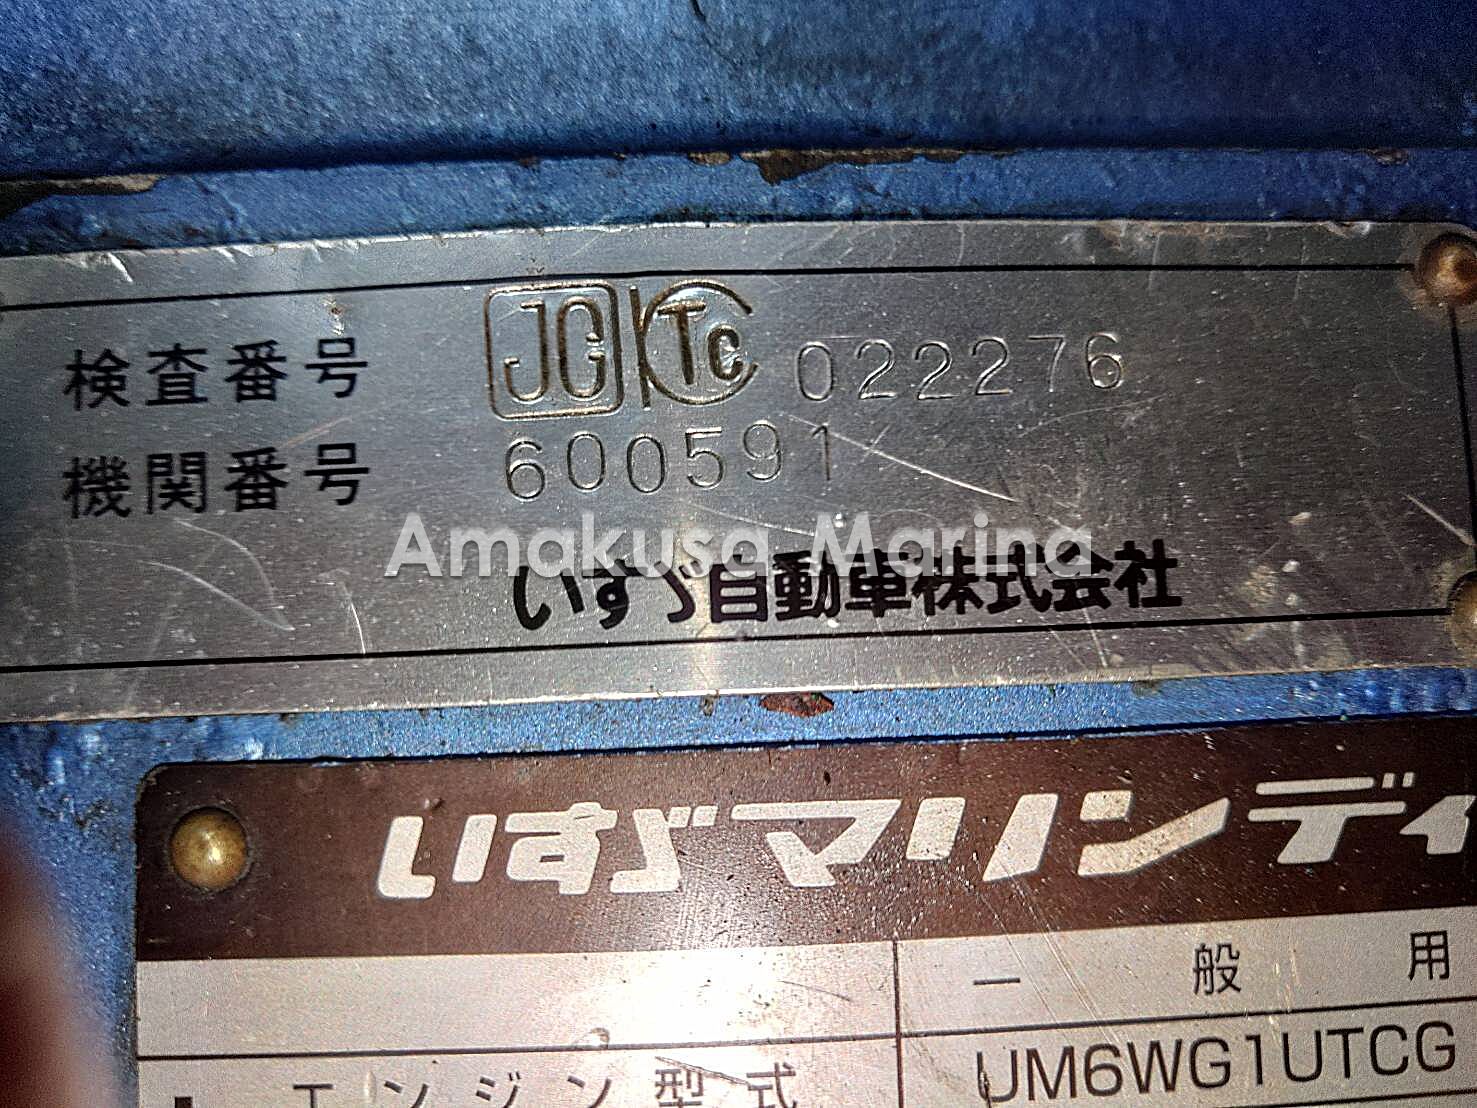 検査番号 JG KTC 022276
機関番号 600591
Amakusa Marina
いすゞ自動車株式会社
いすゞマリンディ
一般用
エンジン型式 UM6WG1UTCG